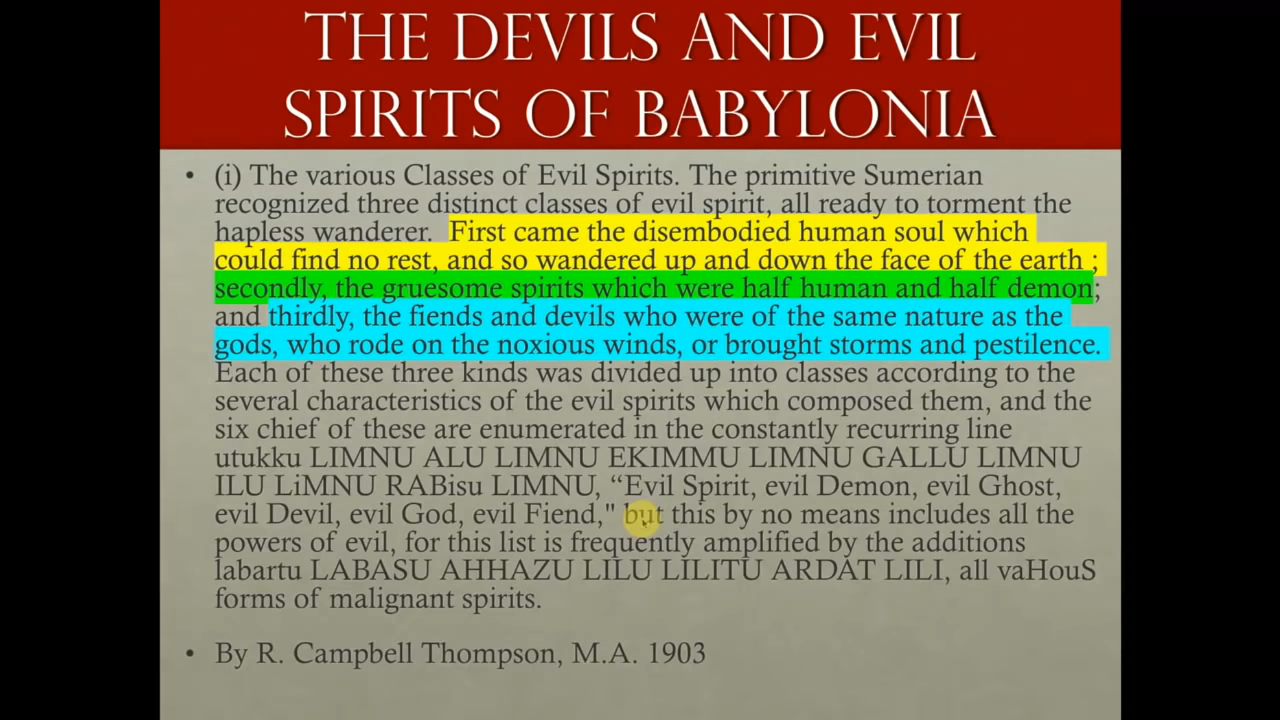 THE DEVILS AND EVIL
SPIRITS OF BABYLONIA
• (i) The various Classes of Evil Spirits. The primitive Sumerian
recognized three distinct classes of evil spirit, all ready to torment the
hapless wanderer. First came the disembodied human soul which
could find no rest, and so wandered up and down the face of the earth ;
secondly, the gruesome spirits which were half human and half demon;
and thirdly, the fiends and devils who were of the same nature as the
gods, who rode on the noxious winds, or brought storms and pestilence.
Each of these three kinds was divided up into classes according to the
several characteristics of the evil spirits which composed them, and the
six chief of these are enumerated in the constantly recurring line
utukku LIMNU ALU LIMNU EKIMMU LIMNU GALLU LIMNU
ILU LiMNU RABisu LIMNU, “Evil Spirit, evil Demon, evil Ghost,
evil Devil, evil God, evil Fiend," but this by no means includes all the
powers of evil, for this list is frequently amplified by the additions
labartu LABASU AHHAZU LILU LILITU ARDAT LILI, all vaHouS
forms of malignant spirits.
• By R. Campbell Thompson, M.A. 1903